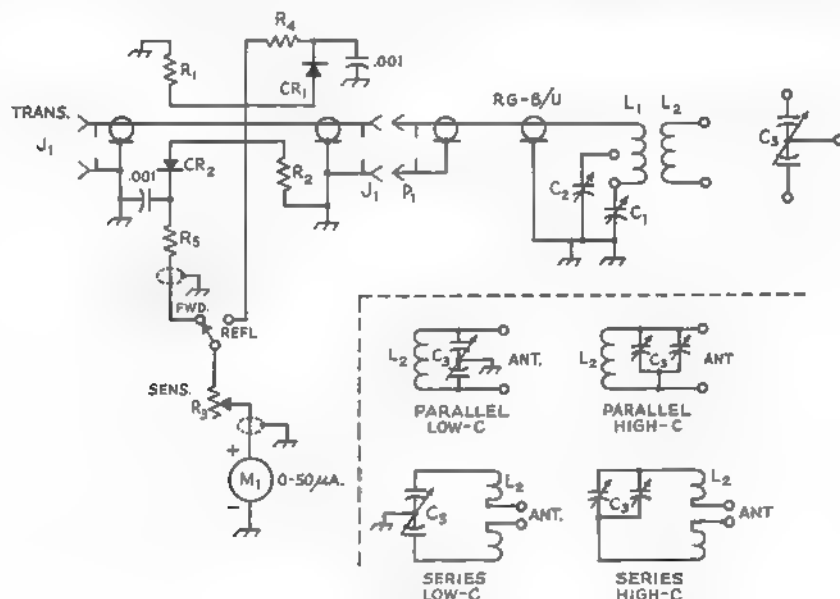 R4
.001
R1
CR1
TRANS.
RG-8/U
L1
L2
J1
C3
CR2
R2
J1
P1
C2
.001
C1
R5
FWD.
REFL
L2
C3
ANT.
L2
C3
ANT
SENS.
R3
PARALLEL
LOW-C
PARALLEL
HIGH-C
+
M1
0-50μA.
-
L2
C3
ANT.
L2
C3
ANT
SERIES
LOW-C
SERIES
HIGH-C